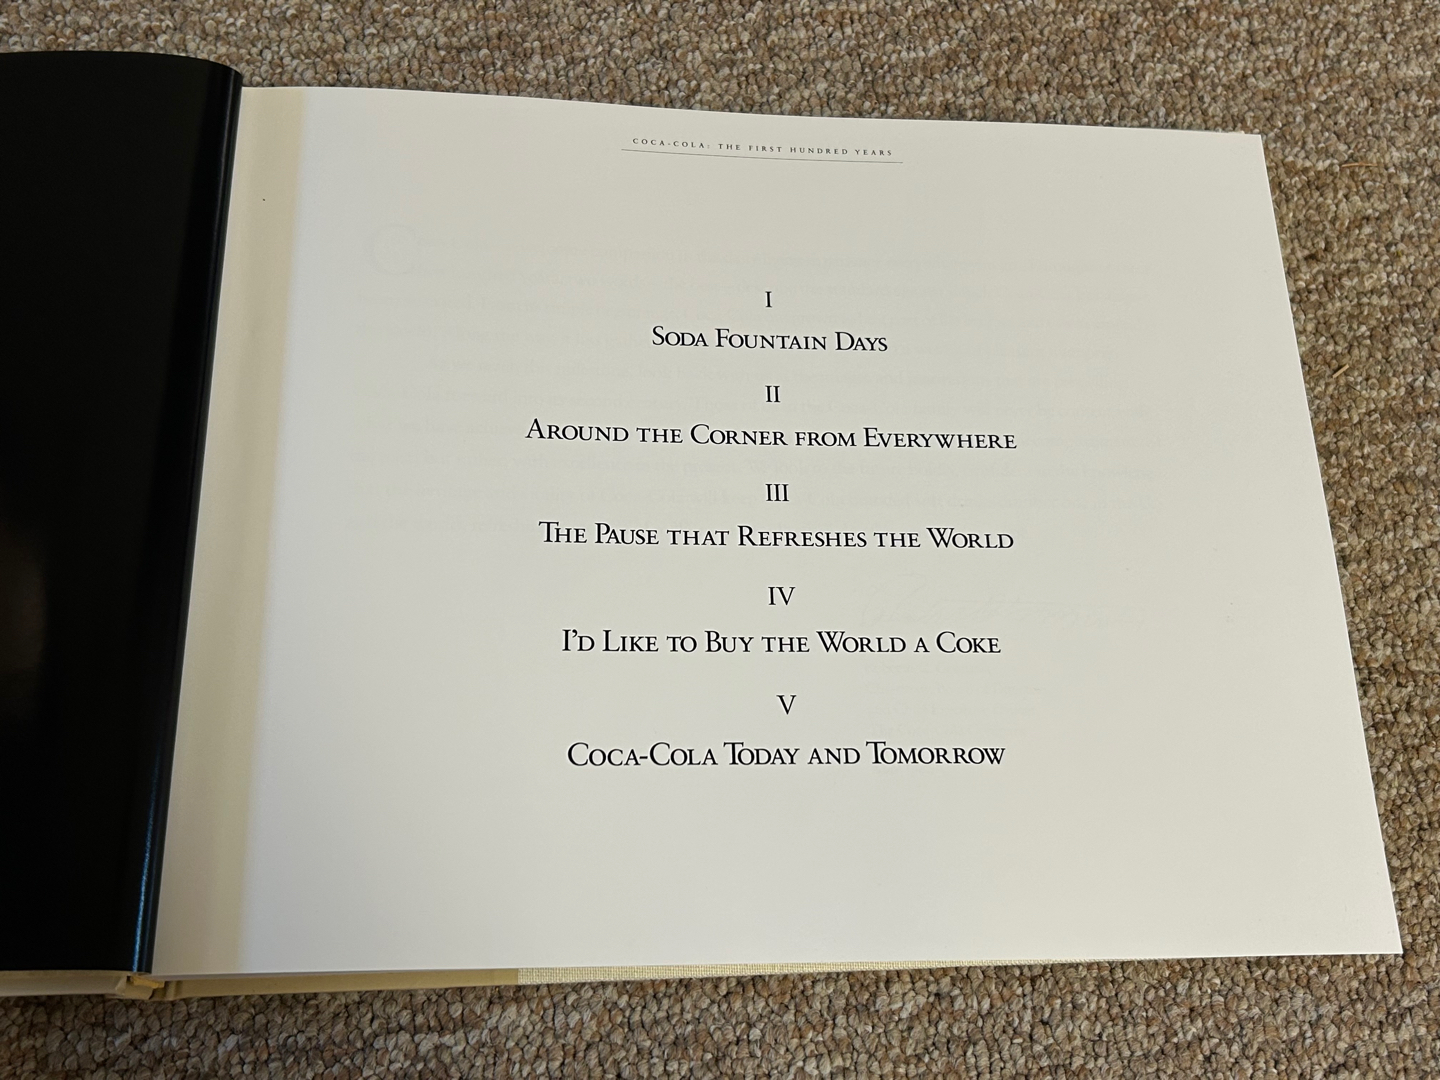 COCA-COLA: THE FIRST HUNDRED YEARS
I
SODA FOUNTAIN DAYS
II
AROUND THE CORNER FROM EVERYWHERE
III
THE PAUSE THAT REFRESHES THE WORLD
IV
I'D LIKE TO BUY THE WORLD A COKE
V
COCA-COLA TODAY AND TOMORROW